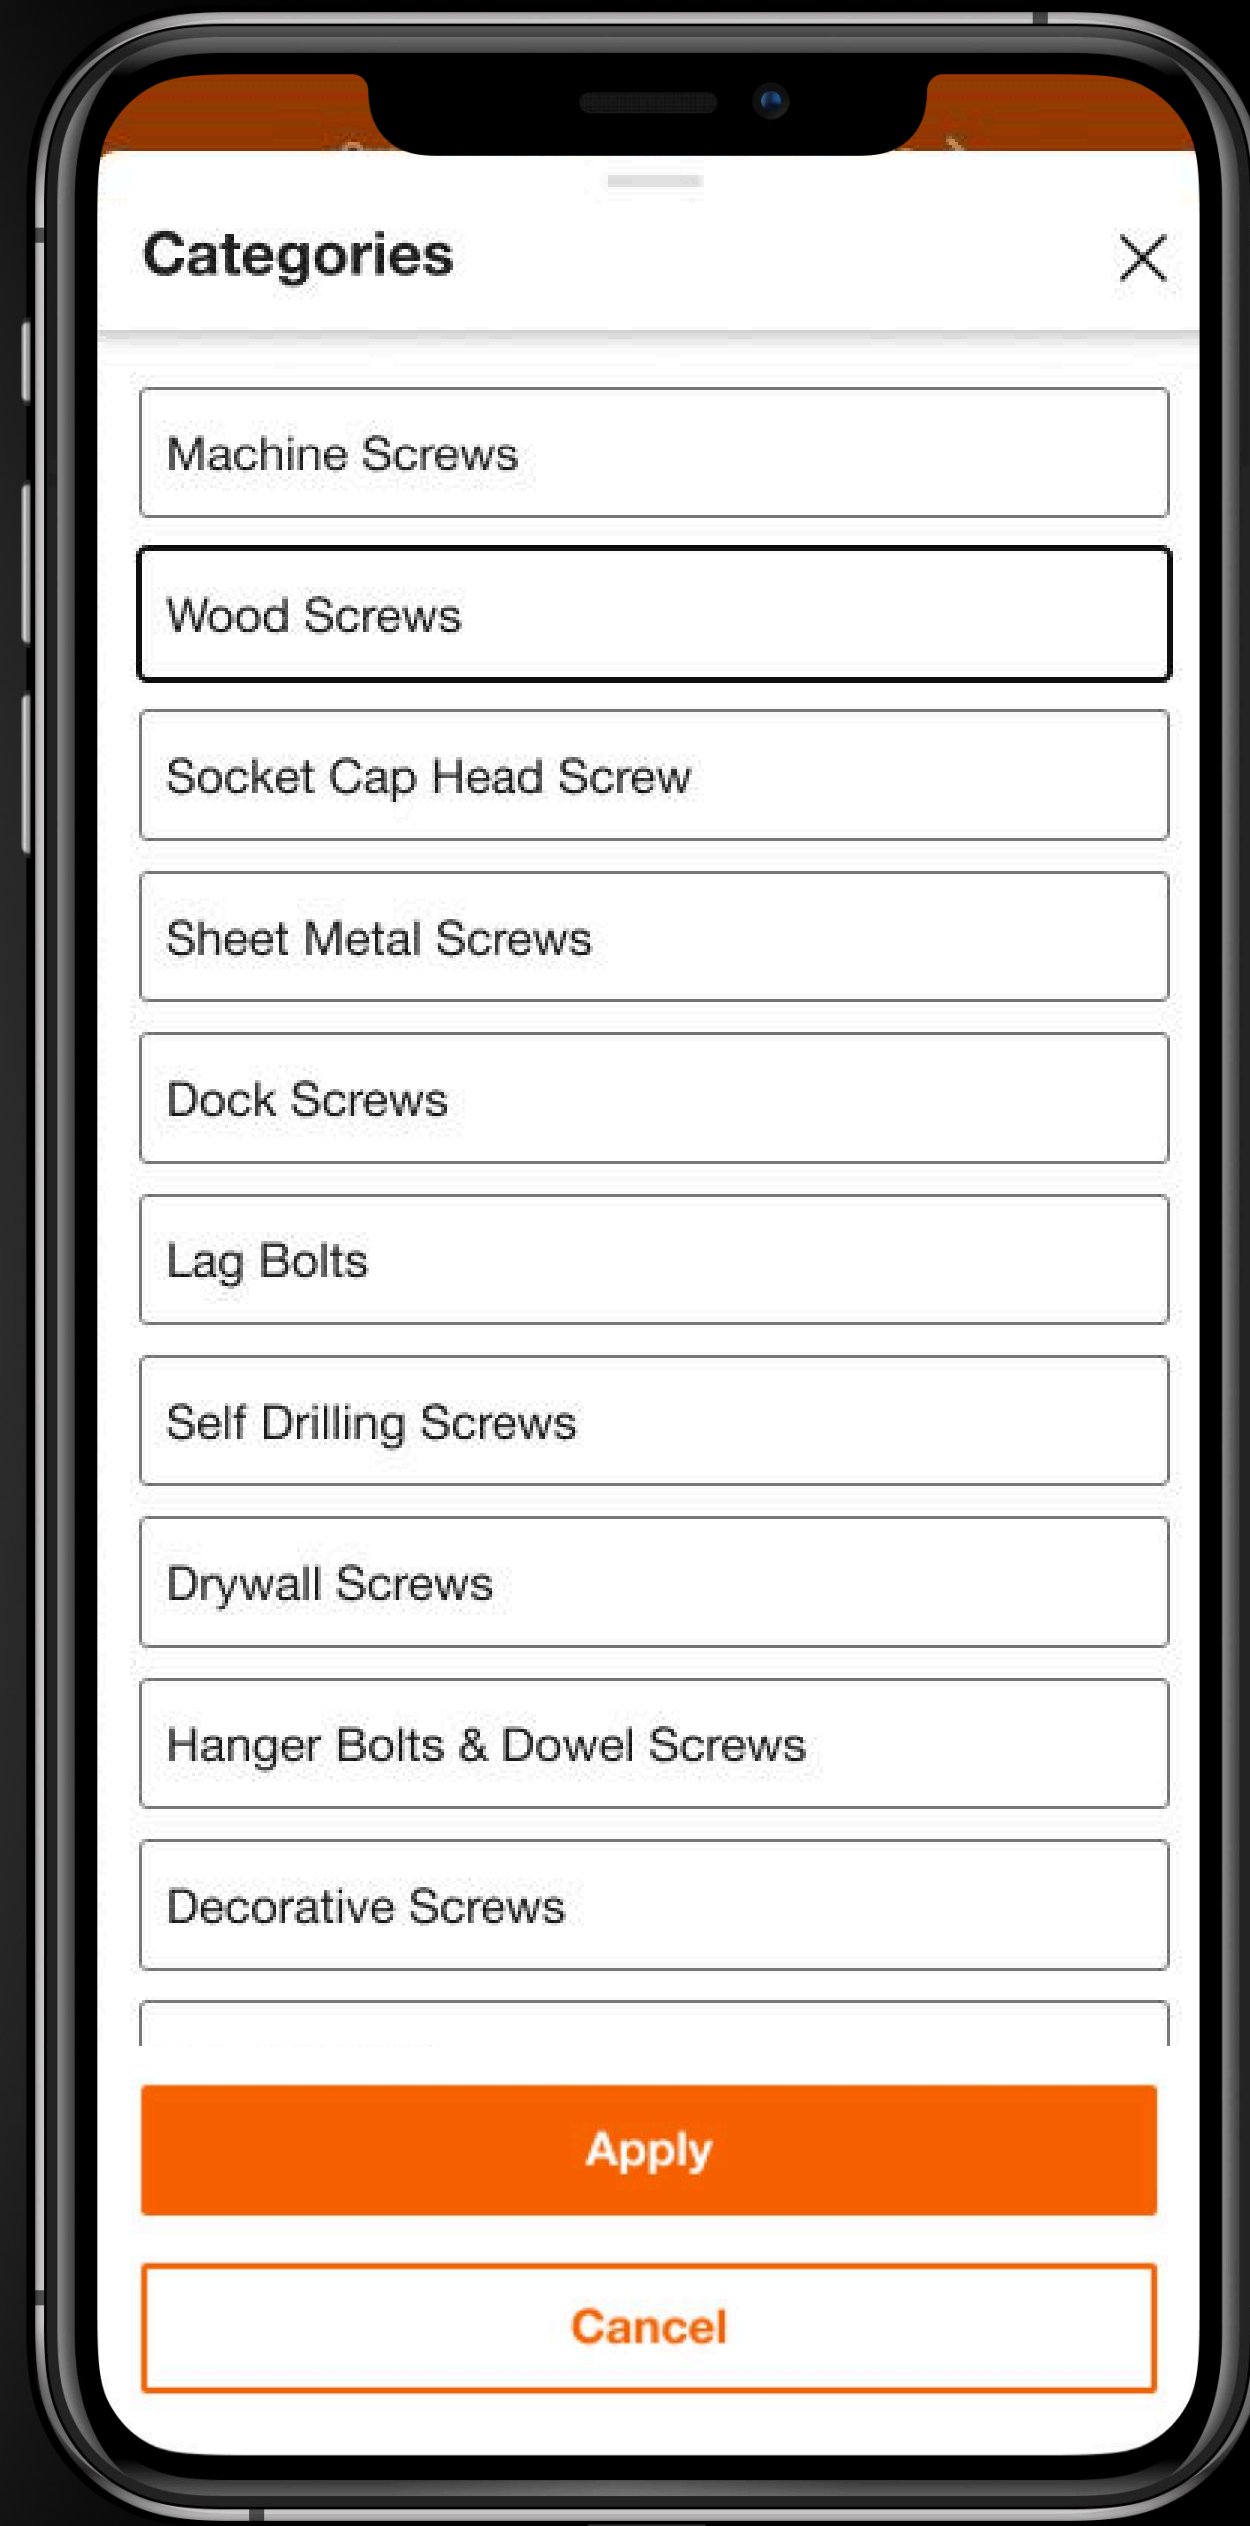 Categories
Machine Screws
Wood Screws
Socket Cap Head Screw
Sheet Metal Screws
Dock Screws
Lag Bolts
Self Drilling Screws
Drywall Screws
Hanger Bolts & Dowel Screws
Decorative Screws
Apply
Cancel